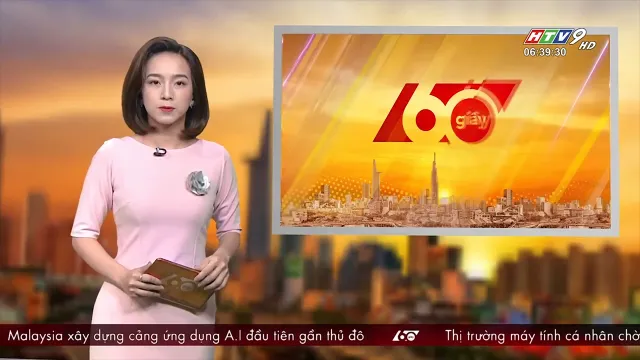 HTV9 HD
06:39:30
60 giây
Malaysia xây dựng cảng ứng dụng A.I đầu tiên gần thủ đô 60 Thị trường máy tính cá nhân